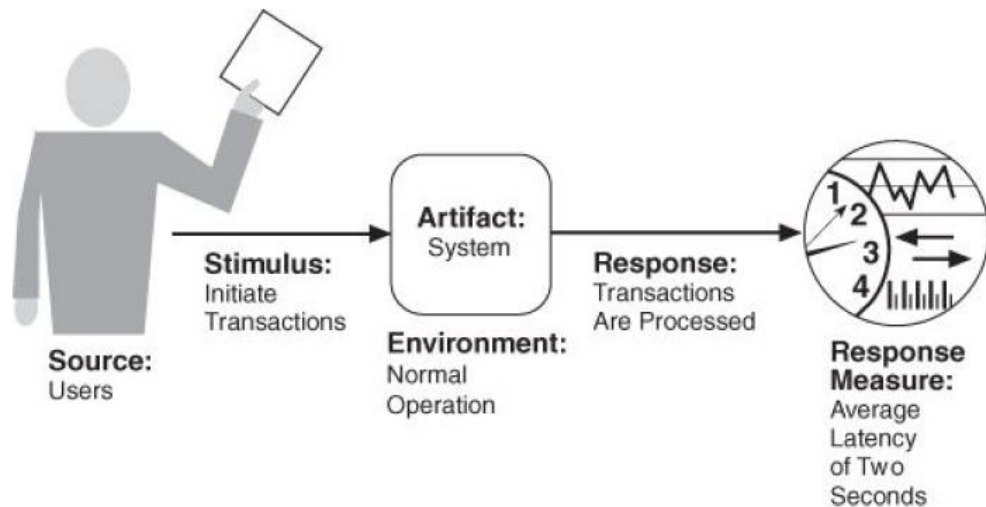 Source:
Users
Stimulus:
Initiate
Transactions
Artifact:
System
Environment:
Normal
Operation
Response:
Transactions
Are Processed
1
2
3
4
Response
Measure:
Average
Latency
of Two
Seconds